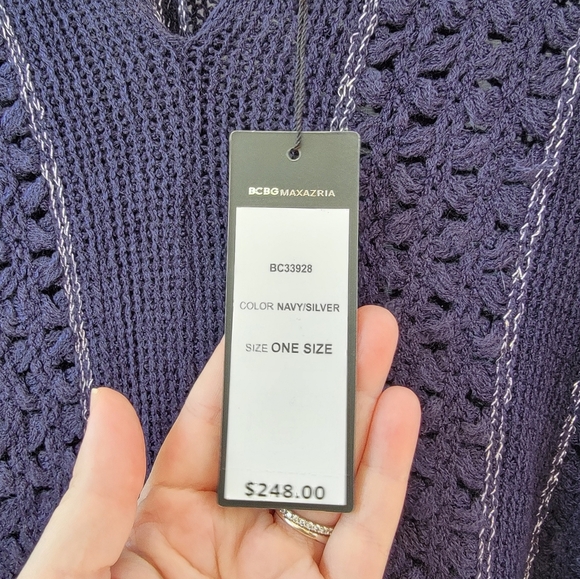 BCBGMAXAZRIA
BC33928
COLOR NAVY/SILVER
SIZE ONE SIZE
$248.00